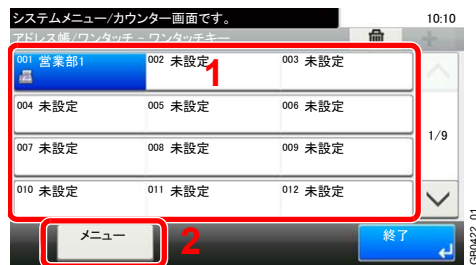 システムメニュー/カウンター画面です。
10:10
アドレス帳/ワンタッチ - ワンタッチキー
001 営業部1
002 未設定
003 未設定
1
004 未設定
005 未設定
006 未設定
007 未設定
008 未設定
009 未設定
1/9
010 未設定
011 未設定
012 未設定
メニュー
2
終了
GB0422_01